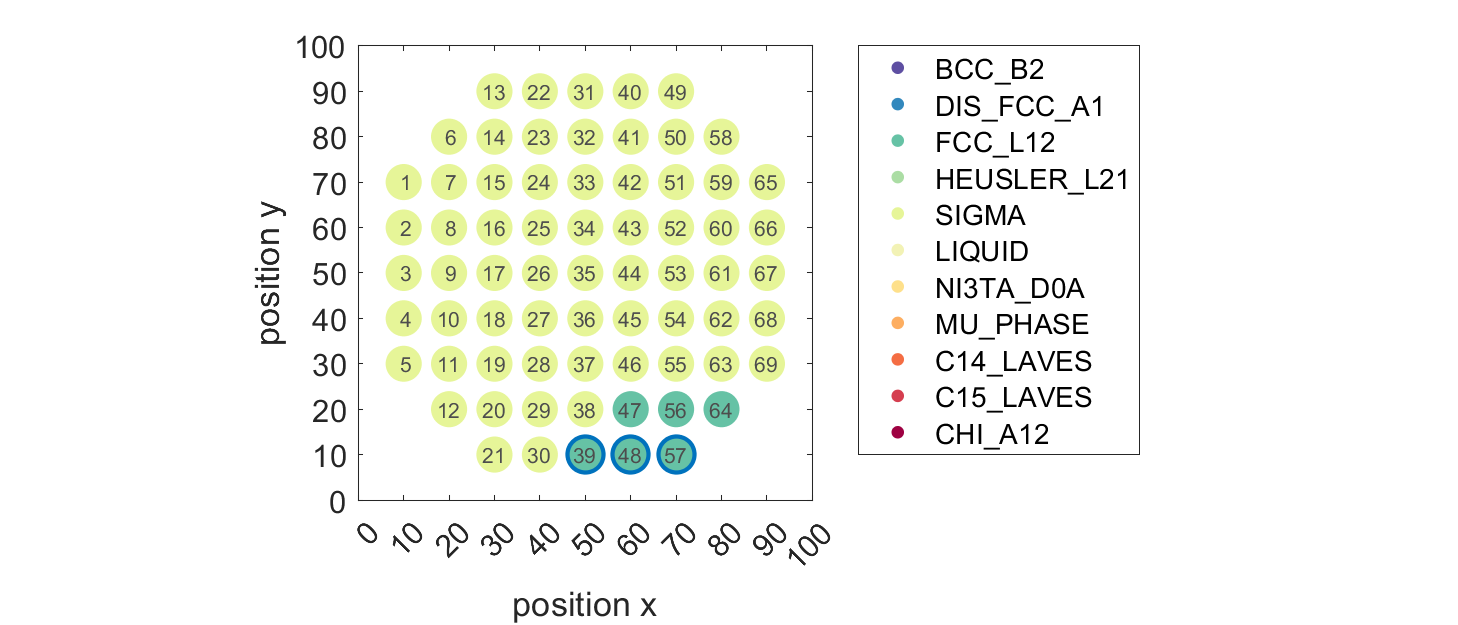 100
90
80
70
60
50
40
30
20
10
0
position y
13 22 31 40 49
6 14 23 32 41 50 58
1 7 15 24 33 42 51 59 65
2 8 16 25 34 43 52 60 66
3 9 17 26 35 44 53 61 67
4 10 18 27 36 45 54 62 68
5 11 19 28 37 46 55 63 69
12 20 29 38 47 56 64
21 30 39 48 57
0 10 20 30 40 50 60 70 80 90 100
position x
BCC_B2
DIS_FCC_A1
FCC_L12
HEUSLER_L21
SIGMA
LIQUID
NI3TA_D0A
MU_PHASE
C14_LAVES
C15_LAVES
CHI_A12